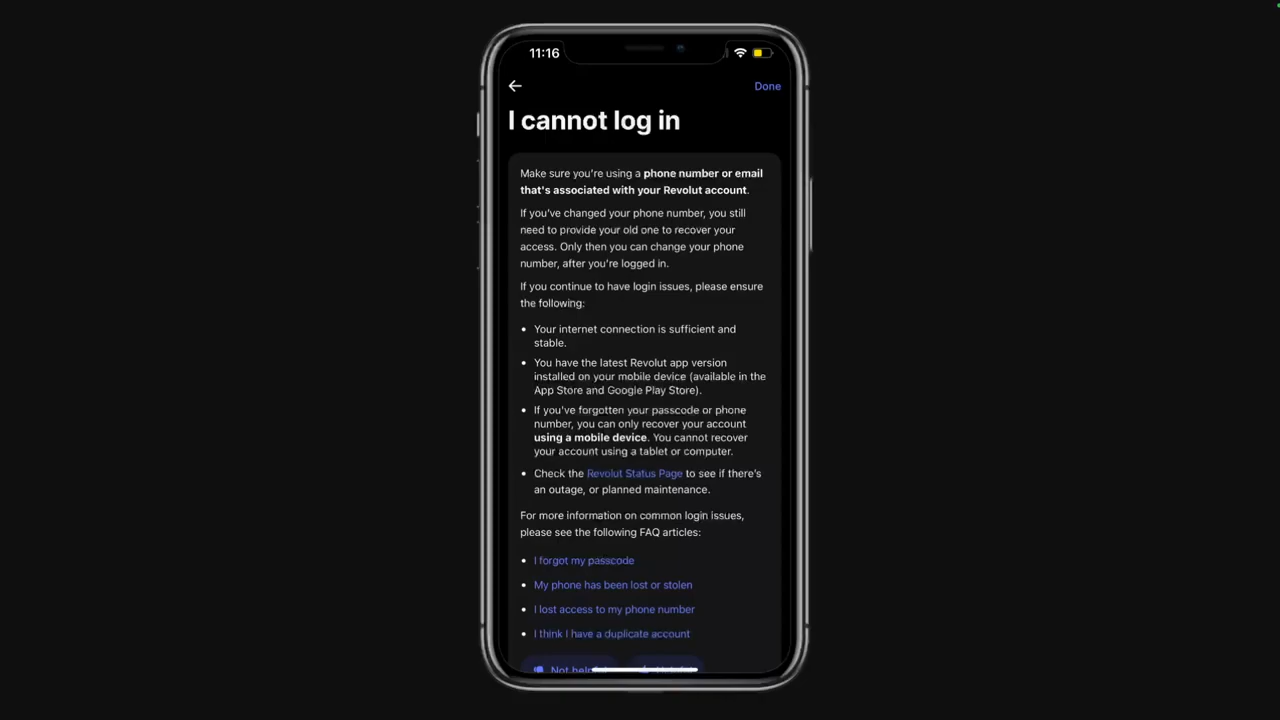 11:16
Done
I cannot log in
Make sure you're using a phone number or email
that's associated with your Revolut account.
If you've changed your phone number, you still
need to provide your old one to recover your
access. Only then you can change your phone
number, after you're logged in.
If you continue to have login issues, please ensure
the following:
• Your internet connection is sufficient and
stable.
• You have the latest Revolut app version
installed on your mobile device (available in the
App Store and Google Play Store).
• If you've forgotten your passcode or phone
number, you can only recover your account
using a mobile device. You cannot recover
your account using a tablet or computer.
• Check the Revolut Status Page to see if there's
an outage, or planned maintenance.
For more information on common login issues,
please see the following FAQ articles:
• I forgot my passcode
• My phone has been lost or stolen
• I lost access to my phone number
• I think I have a duplicate account
Not